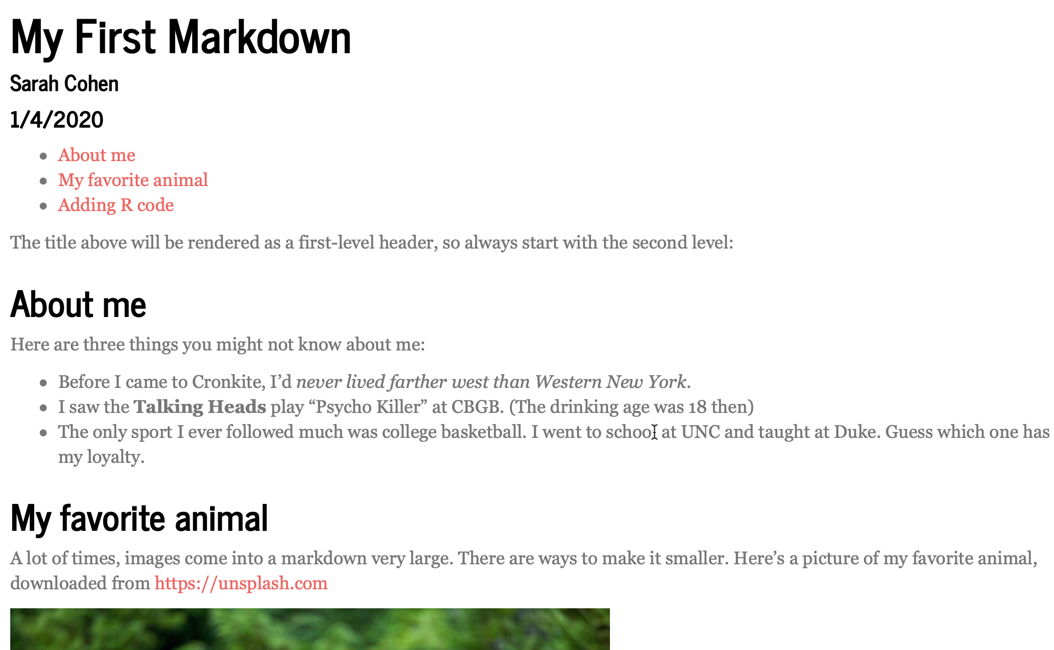 My First Markdown
Sarah Cohen
1/4/2020
About me
My favorite animal
Adding R code
The title above will be rendered as a first-level header, so always start with the second level:
About me
Here are three things you might not know about me:
Before I came to Cronkite, I’d never lived farther west than Western New York.
I saw the Talking Heads play “Psycho Killer” at CBGB. (The drinking age was 18 then)
The only sport I ever followed much was college basketball. I went to school at UNC and taught at Duke. Guess which one has
my loyalty.
My favorite animal
A lot of times, images come into a markdown very large. There are ways to make it smaller. Here’s a picture of my favorite animal,
downloaded from https://unsplash.com